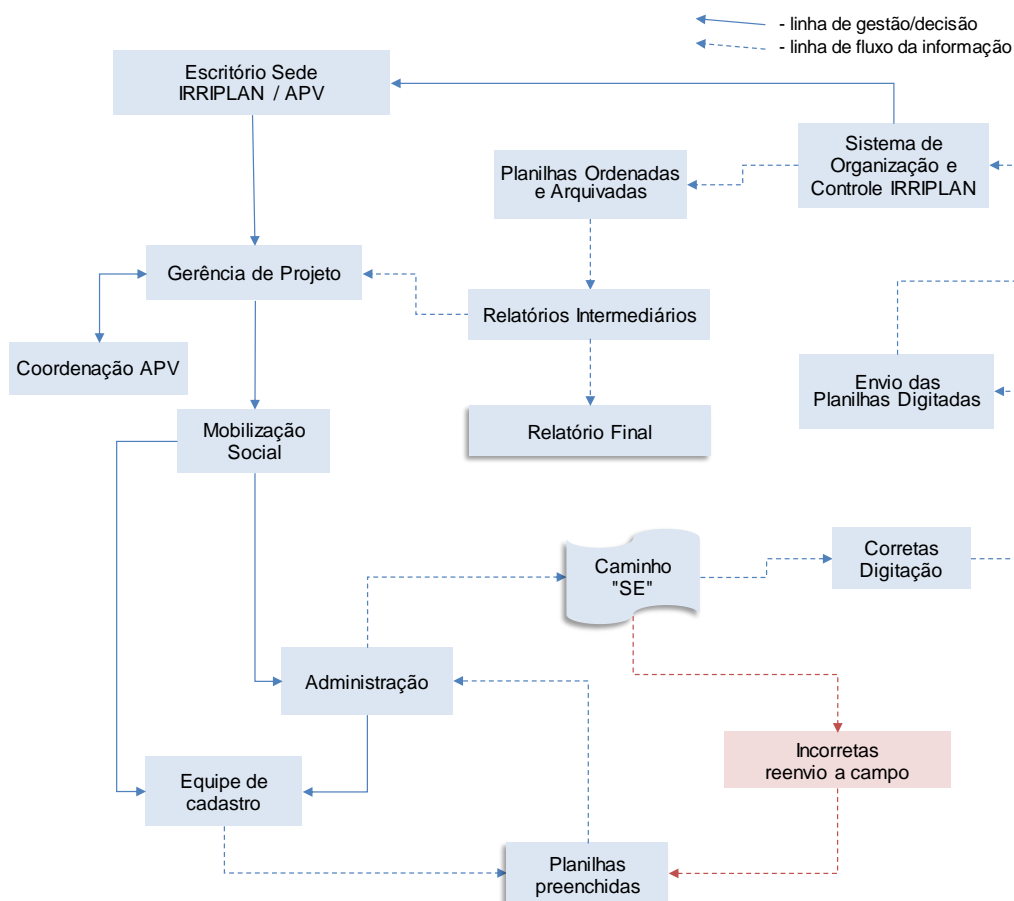 - linha de gestão/decisão
- linha de fluxo da informação
Escritório Sede
IRRIPLAN / APV
Sistema de
Organização e
Controle IRRIPLAN
Planilhas Ordenadas
e Arquivadas
Gerência de Projeto
Relatórios Intermediários
Coordenação APV
Envio das
Planilhas Digitadas
Mobilização
Social
Relatório Final
Caminho
"SE"
Corretas
Digitação
Administração
Incorretas
reenvio a campo
Equipe de
cadastro
Planilhas
preenchidas